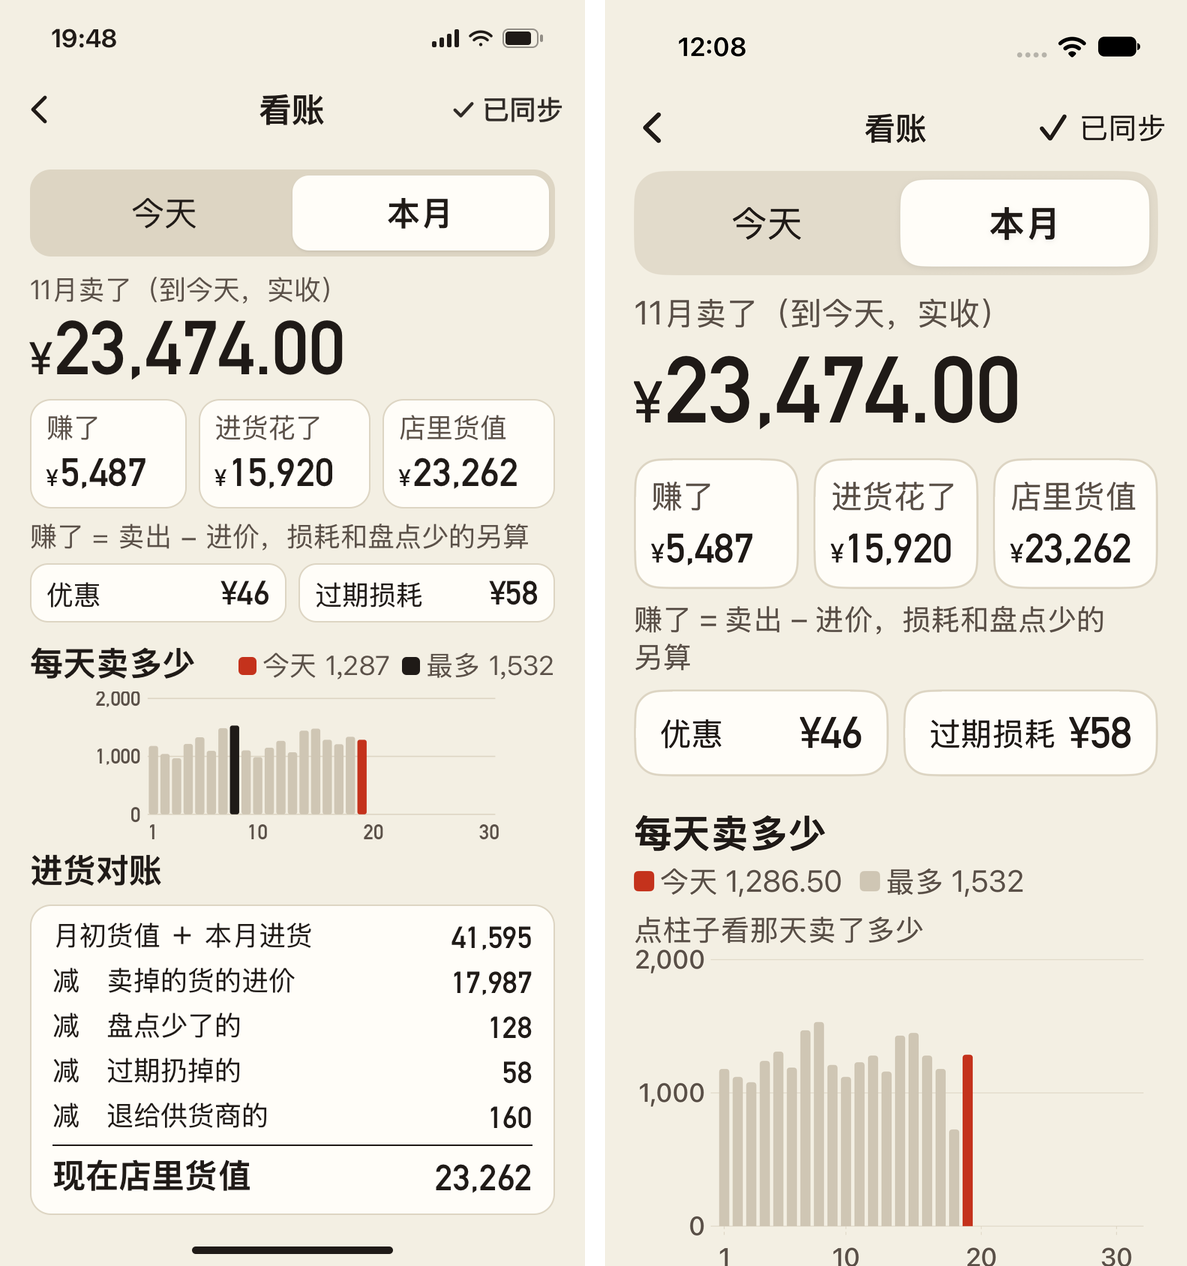 19:48
看账
已同步
今天
本月
11月卖了（到今天，实收）
¥23,474.00
赚了
进货花了
店里货值
¥5,487
¥15,920
¥23,262
赚了 = 卖出 – 进价，损耗和盘点少的另算
优惠 ¥46
过期损耗 ¥58
每天卖多少
今天 1,287
最多 1,532
2,000
1,000
0
1 10 20 30
进货对账
月初货值 + 本月进货 41,595
减 卖掉的货的进价 17,987
减 盘点少了的 128
减 过期扔掉的 58
减 退给供货商的 160
现在店里货值 23,262
12:08
看账
已同步
今天
本月
11月卖了（到今天，实收）
¥23,474.00
赚了
进货花了
店里货值
¥5,487
¥15,920
¥23,262
赚了 = 卖出 – 进价，损耗和盘点少的
另算
优惠 ¥46
过期损耗 ¥58
每天卖多少
今天 1,286.50
最多 1,532
点柱子看那天卖了多少
2,000
1,000
0
1 10 20 30